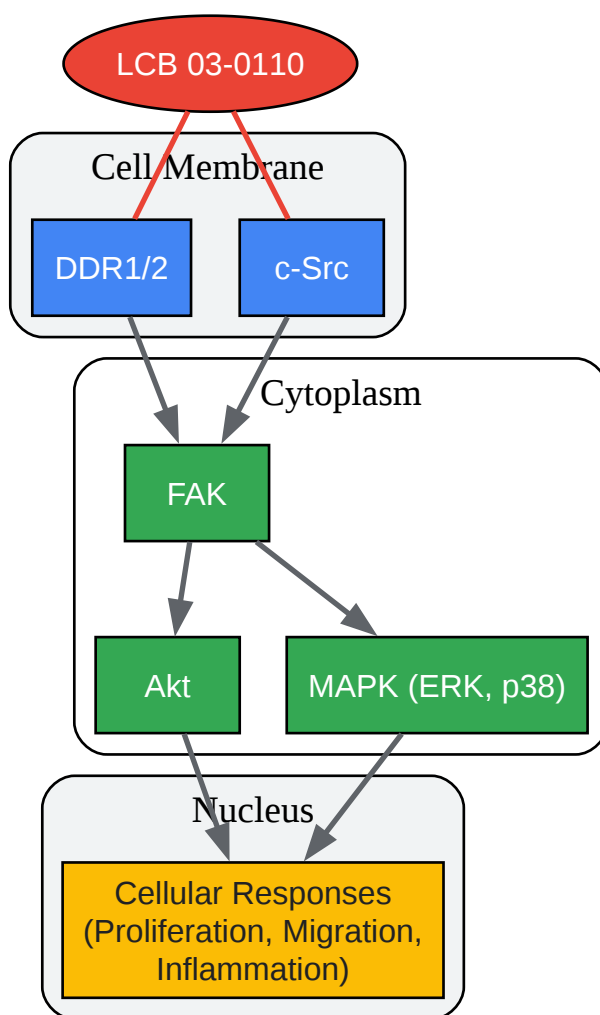 LCB 03-0110
Cell Membrane
DDR1/2
c-Src
Cytoplasm
FAK
Akt
MAPK (ERK, p38)
Nucleus
Cellular Responses
(Proliferation, Migration,
Inflammation)